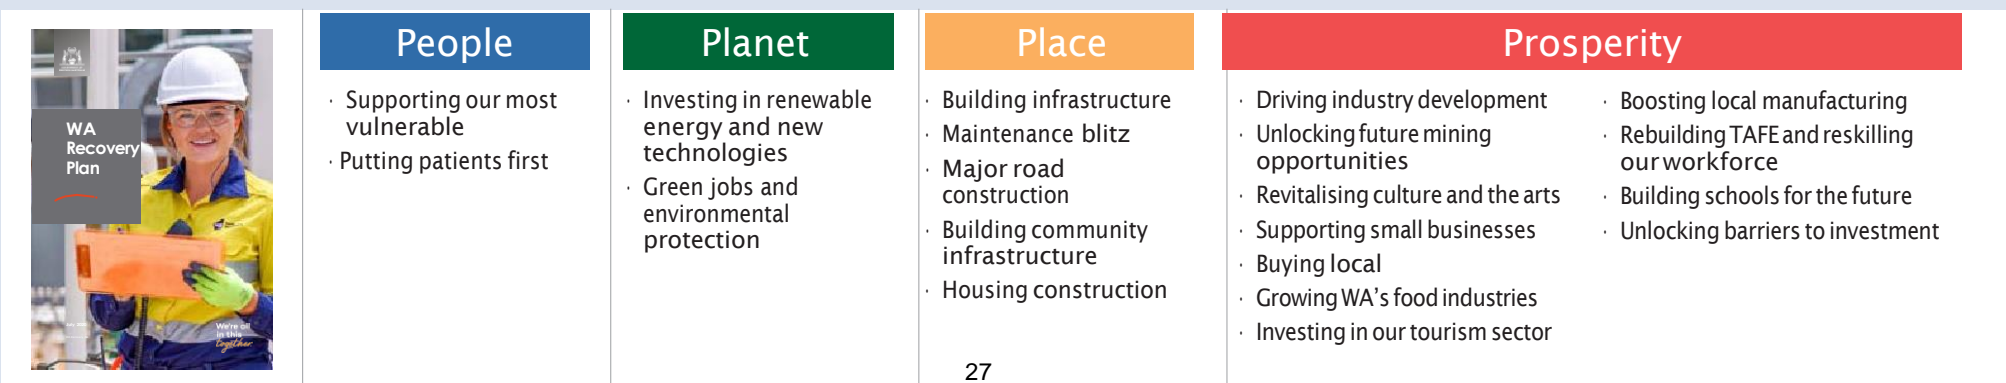 WA
Recovery
Plan
We're all
in this
together
People
· Supporting our most
vulnerable
· Putting patients first
Planet
· Investing in renewable
energy and new
technologies
· Green jobs and
environmental
protection
Place
· Building infrastructure
· Maintenance blitz
· Major road
construction
· Building community
infrastructure
· Housing construction
Prosperity
· Driving industry development
· Unlocking future mining
opportunities
· Revitalising culture and the arts
· Supporting small businesses
· Buying local
· Growing WA's food industries
· Investing in our tourism sector
· Boosting local manufacturing
· Rebuilding TAFE and reskilling
our workforce
· Building schools for the future
· Unlocking barriers to investment
27